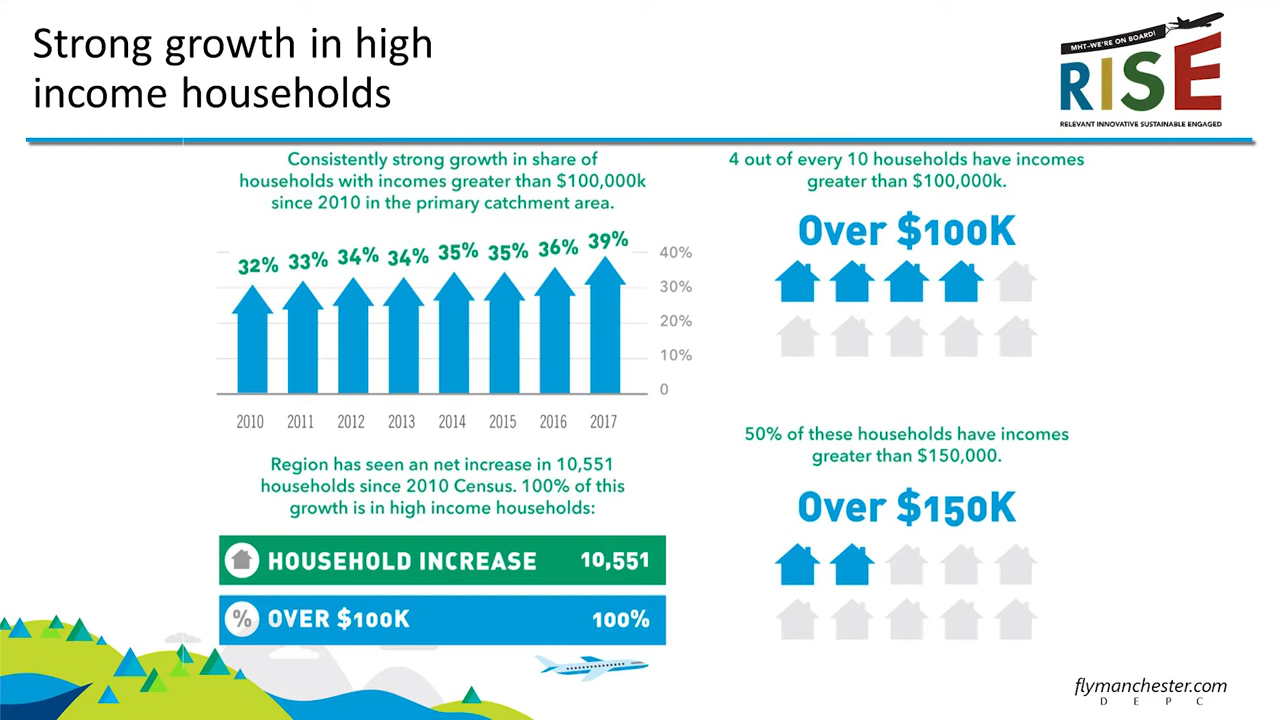 Strong growth in high
income households
MHT-WE'RE ON BOARD!
RISE
RELEVANT INNOVATIVE SUSTAINABLE ENGAGED
Consistently strong growth in share of
households with incomes greater than $100,000k
since 2010 in the primary catchment area.
32% 33% 34% 34% 35% 35% 36% 39%
40%
30%
20%
10%
0
2010 2011 2012 2013 2014 2015 2016 2017
Region has seen an net increase in 10,551
households since 2010 Census. 100% of this
growth is in high income households:
HOUSEHOLD INCREASE 10,551
% OVER $100K 100%
4 out of every 10 households have incomes
greater than $100,000k.
Over $100K
50% of these households have incomes
greater than $150,000.
Over $150K
flymanchester.com
D E P C